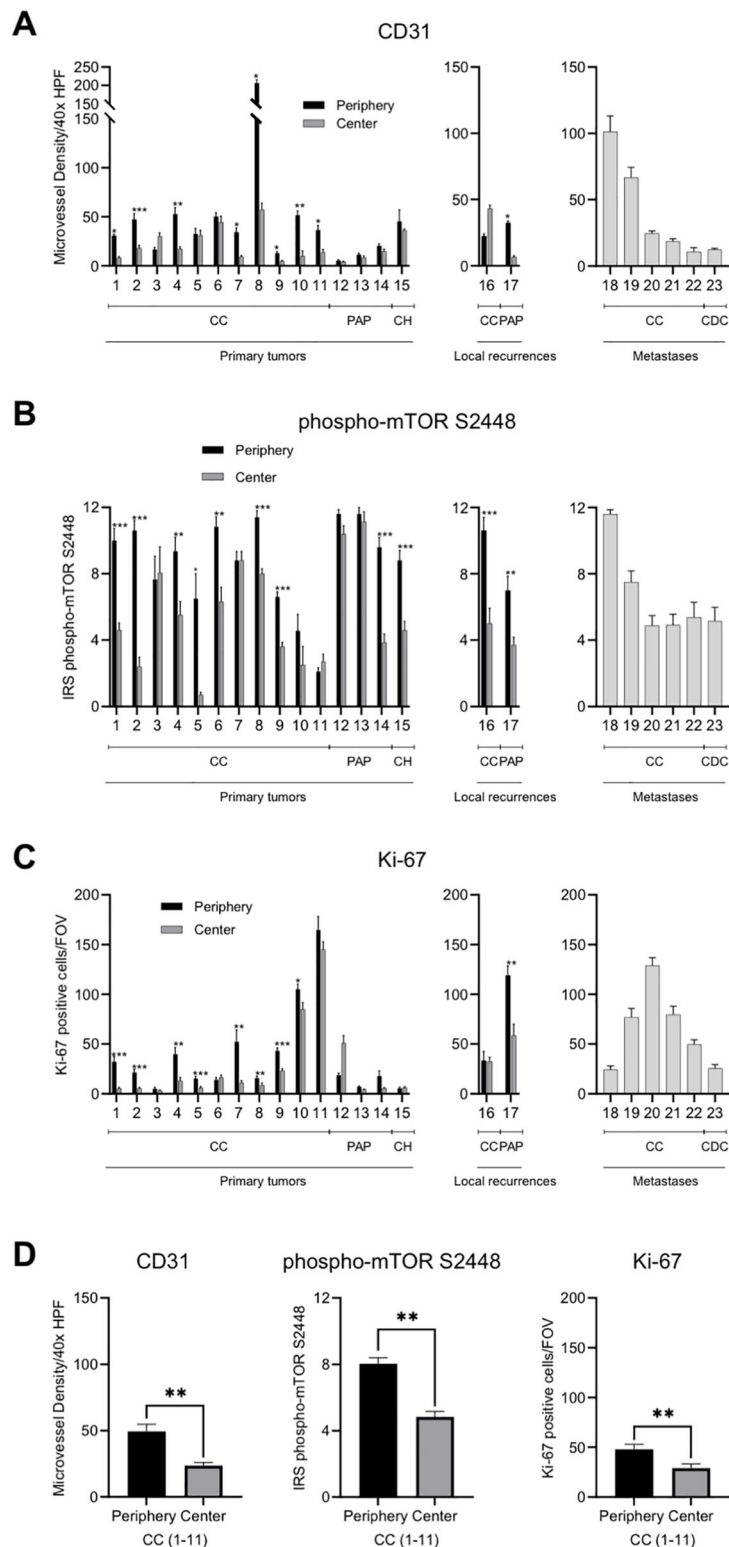 A
CD31
Microvessel Density/40x HPF
250
200
150
150
100
50
0
Periphery
Center
* *** ** * * * ** *
1 2 3 4 5 6 7 8 9 10 11 12 13 14 15
CC PAP CH
Primary tumors
150
100
50
0
*
16 17
CC PAP
Local recurrences
150
100
50
0
18 19 20 21 22 23
CC CDC
Metastases
B
phospho-mTOR S2448
Periphery
Center
IRS phospho-mTOR S2448
12
8
4
0
*** *** ** * ** *** *** *** ***
1 2 3 4 5 6 7 8 9 10 11 12 13 14 15
CC PAP CH
Primary tumors
12
8
4
0
*** **
16 17
CC PAP
Local recurrences
12
8
4
0
18 19 20 21 22 23
CC CDC
Metastases
C
Ki-67
Ki-67 positive cells/FOV
200
150
100
50
0
Periphery
Center
*** *** ** *** ** ** *** *
1 2 3 4 5 6 7 8 9 10 11 12 13 14 15
CC PAP CH
Primary tumors
200
150
100
50
0
**
16 17
CC PAP
Local recurrences
200
150
100
50
0
18 19 20 21 22 23
CC CDC
Metastases
D
CD31
Microvessel Density/40x HPF
150
100
50
0
**
Periphery Center
CC (1-11)
phospho-mTOR S2448
IRS phospho-mTOR S2448
12
8
4
0
**
Periphery Center
CC (1-11)
Ki-67
Ki-67 positive cells/FOV
200
150
100
50
0
**
Periphery Center
CC (1-11)